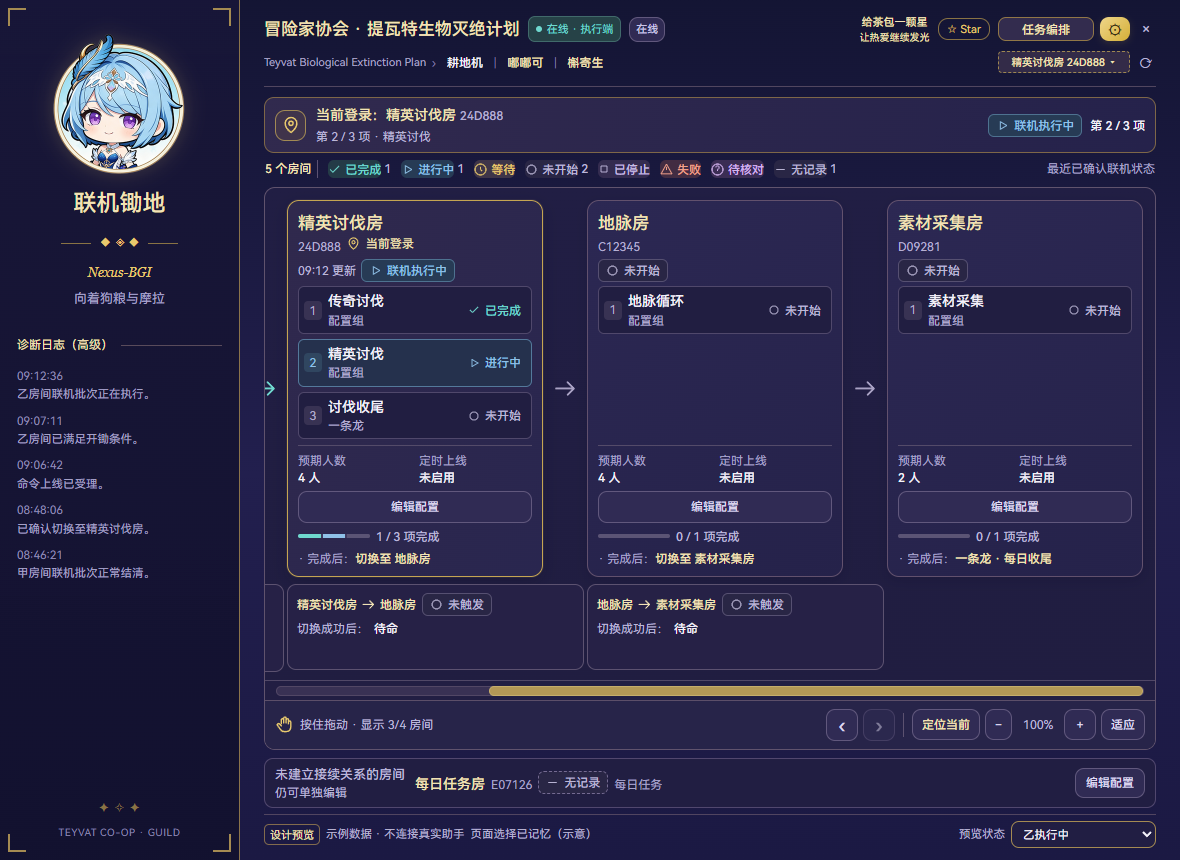 联机锄地
Nexus-BGI
向着狗粮与摩拉
诊断日志（高级）
09:12:36
乙房间联机批次正在执行。
09:07:11
乙房间已满足开锄条件。
09:06:42
命令上线已受理。
08:48:06
已确认切换至精英讨伐房。
08:46:21
甲房间联机批次正常结清。
TEYVAT CO-OP · GUILD
冒险家协会 · 提瓦特生物灭绝计划
在线 · 执行端
在线
给茶包一颗星
让热爱继续发光
☆ Star
任务编排
×
Teyvat Biological Extinction Plan › 耕地机 | 嘟嘟可 | 槲寄生
精英讨伐房 24D888
当前登录：精英讨伐房 24D888
第 2 / 3 项 · 精英讨伐
联机执行中 第 2 / 3 项
5 个房间 已完成 1 进行中 1 等待 未开始 2 已停止 失败 待核对 无记录 1
最近已确认联机状态
精英讨伐房
24D888 当前登录
09:12 更新 联机执行中
1 传奇讨伐 已完成
配置组
2 精英讨伐 进行中
配置组
3 讨伐收尾 未开始
一条龙
预期人数 定时上线
4 人 未启用
编辑配置
1 / 3 项完成
· 完成后： 切换至 地脉房
地脉房
C12345
未开始
1 地脉循环 未开始
配置组
预期人数 定时上线
4 人 未启用
编辑配置
0 / 1 项完成
· 完成后： 切换至 素材采集房
素材采集房
D09281
未开始
1 素材采集 未开始
配置组
预期人数 定时上线
2 人 未启用
编辑配置
0 / 1 项完成
· 完成后： 一条龙 · 每日收尾
精英讨伐房 → 地脉房 未触发
切换成功后： 待命
地脉房 → 素材采集房 未触发
切换成功后： 待命
按住拖动 · 显示 3/4 房间
‹ › 定位当前 − 100% + 适应
未建立接续关系的房间
仍可单独编辑
每日任务房 E07126 无记录 每日任务
编辑配置
设计预览 示例数据 · 不连接真实助手 页面选择已记忆（示意）
预览状态 乙执行中